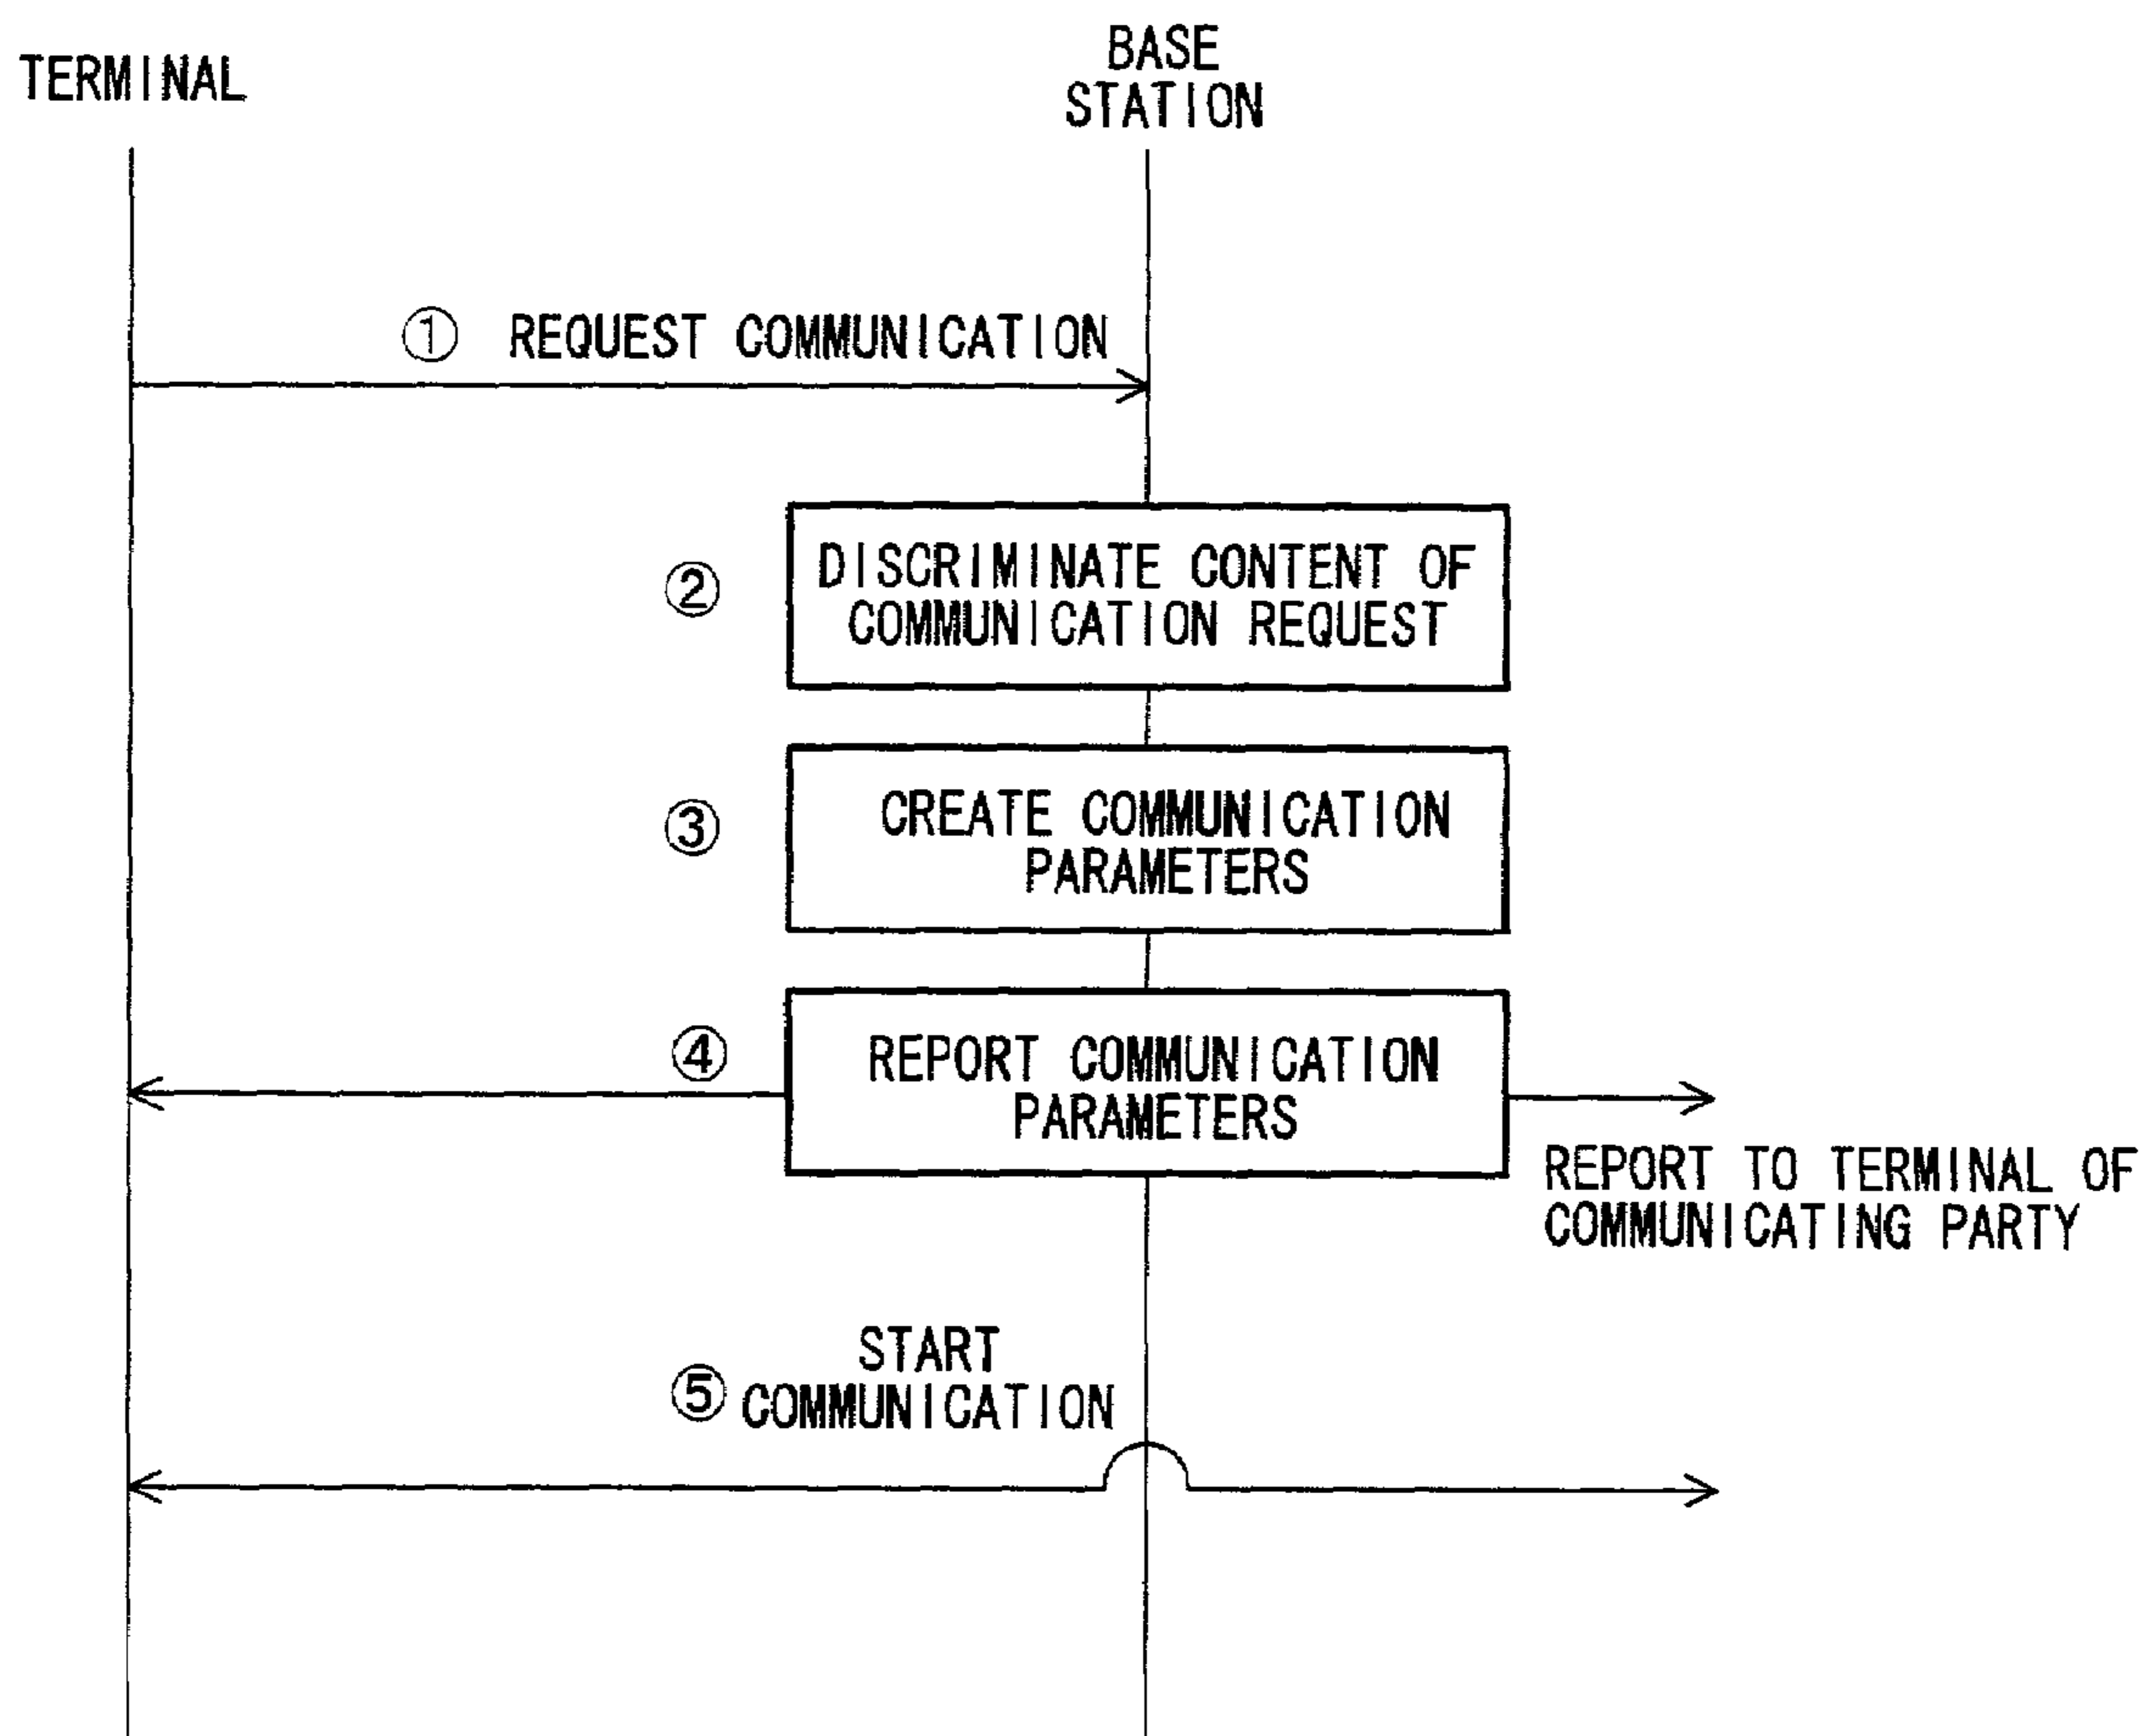 TERMINAL
BASE
STATION
① REQUEST COMMUNICATION
② DISCRIMINATE CONTENT OF
COMMUNICATION REQUEST
③ CREATE COMMUNICATION
PARAMETERS
④ REPORT COMMUNICATION
PARAMETERS
REPORT TO TERMINAL OF
COMMUNICATING PARTY
START
⑤ COMMUNICATION